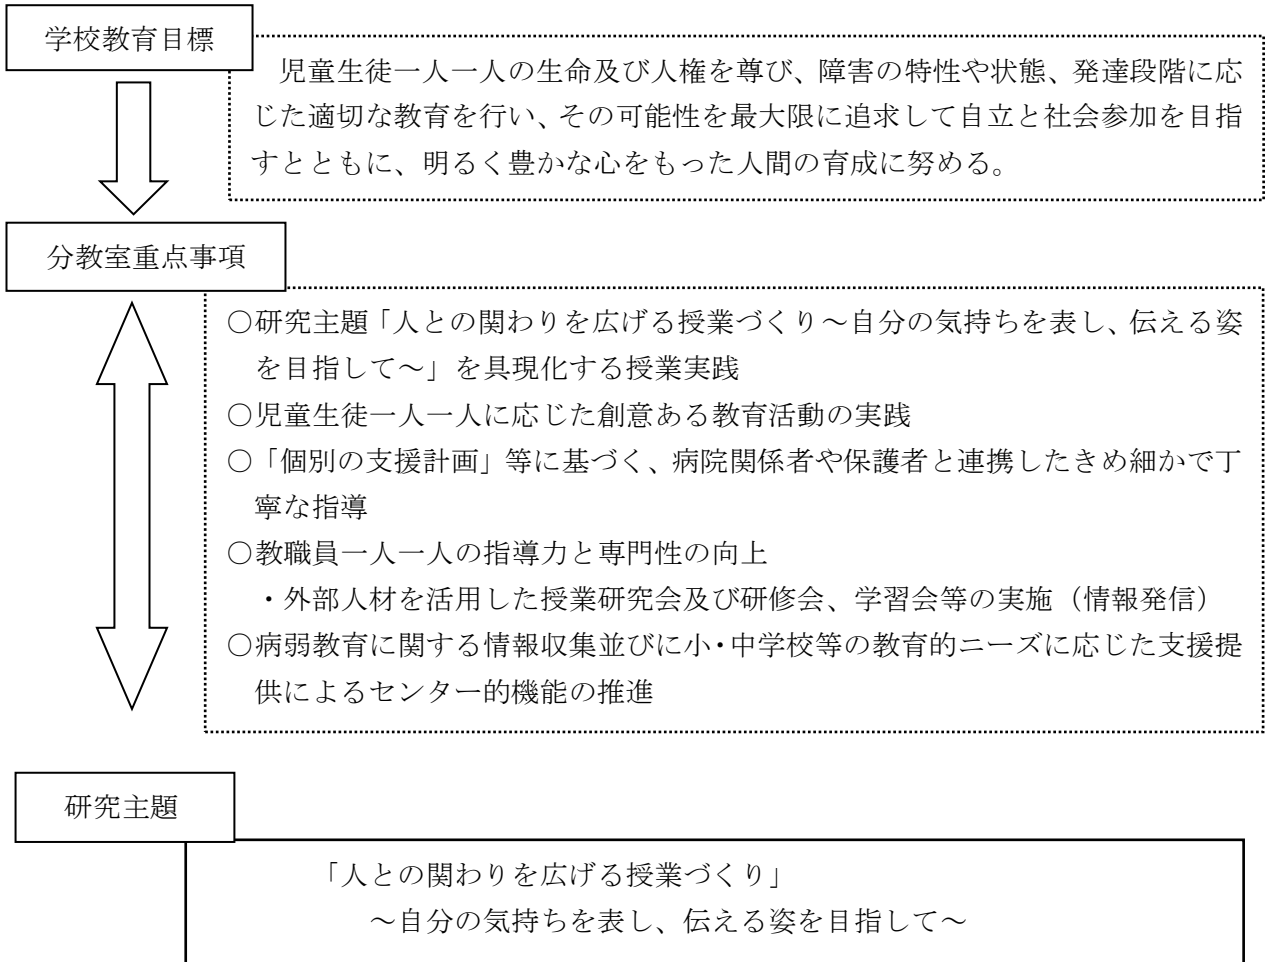 学校教育目標
児童生徒一人一人の生命及び人権を尊び、障害の特性や状態、発達段階に応
じた適切な教育を行い、その可能性を最大限に追求して自立と社会参加を目指
すとともに、明るく豊かな心をもった人間の育成に努める。
分教室重点事項
○研究主題「人との関わりを広げる授業づくり～自分の気持ちを表し、伝える姿
を目指して～」を具現化する授業実践
○児童生徒一人一人に応じた創意ある教育活動の実践
○「個別の支援計画」等に基づく、病院関係者や保護者と連携したきめ細かで丁
寧な指導
○教職員一人一人の指導力と専門性の向上
・外部人材を活用した授業研究会及び研修会、学習会等の実施（情報発信）
○病弱教育に関する情報収集並びに小・中学校等の教育的ニーズに応じた支援提
供によるセンター的機能の推進
研究主題
「人との関わりを広げる授業づくり」
～自分の気持ちを表し、伝える姿を目指して～